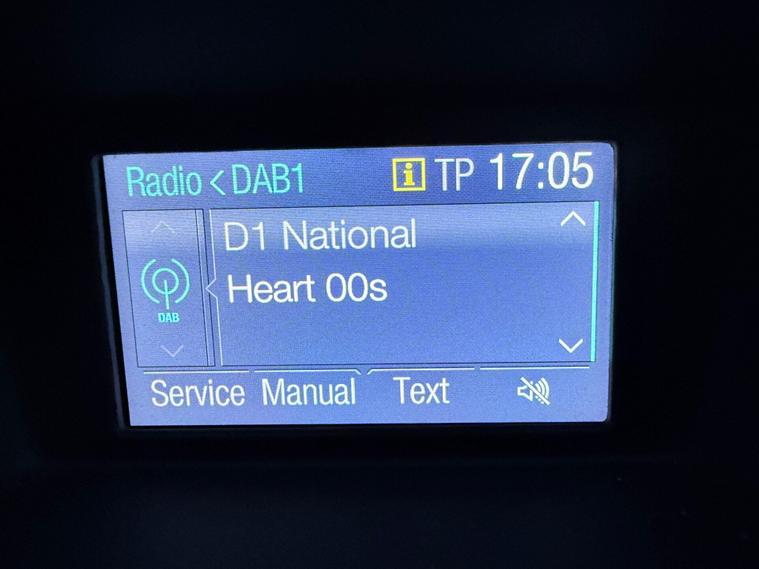 Radio < DAB1 i TP 17:05
D1 National
Heart 00s
DAB
Service Manual Text